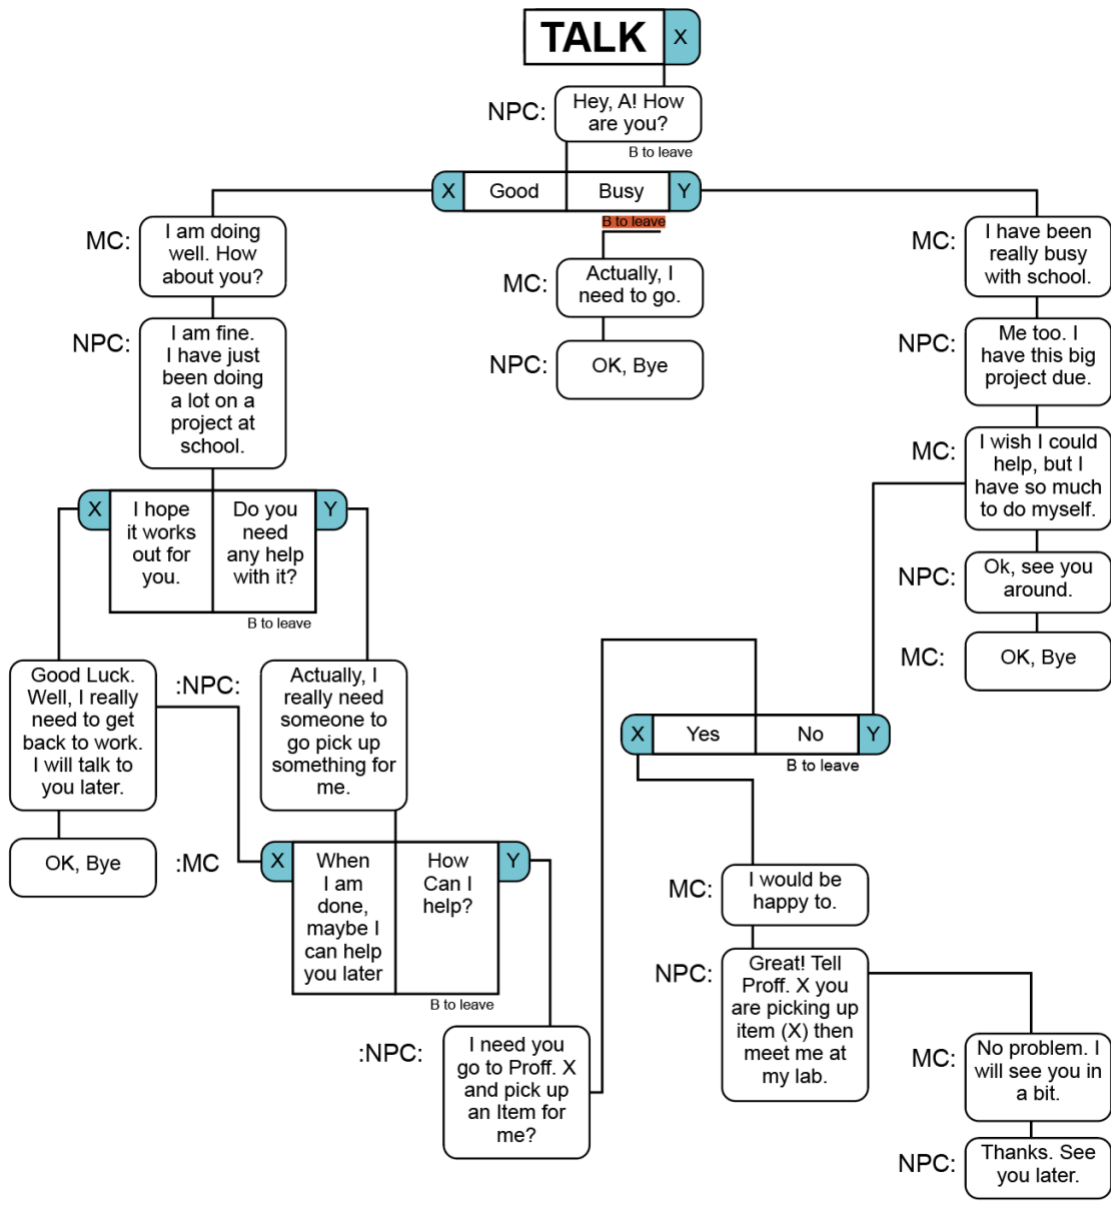 TALK X
NPC:
Hey, A! How
are you?
B to leave
X Good Busy Y
B to leave
MC:
I am doing
well. How
about you?
NPC:
I am fine.
I have just
been doing
a lot on a
project at
school.
MC:
Actually, I
need to go.
NPC:
OK, Bye
MC:
I have been
really busy
with school.
NPC:
Me too. I
have this big
project due.
MC:
I wish I could
help, but I
have so much
to do myself.
NPC:
Ok, see you
around.
MC:
OK, Bye
X
I hope
it works
out for
you.
Do you
need
any help
with it?
Y
B to leave
Good Luck.
Well, I really
need to get
back to work.
I will talk to
you later.
:NPC:
Actually, I
really need
someone to
go pick up
something for
me.
OK, Bye
:MC
X
When
I am
done,
maybe I
can help
you later
How
Can I
help?
Y
B to leave
:NPC:
I need you
go to Proff. X
and pick up
an Item for
me?
X Yes No Y
B to leave
MC:
I would be
happy to.
NPC:
Great! Tell
Proff. X you
are picking up
item (X) then
meet me at
my lab.
MC:
No problem. I
will see you in
a bit.
NPC:
Thanks. See
you later.